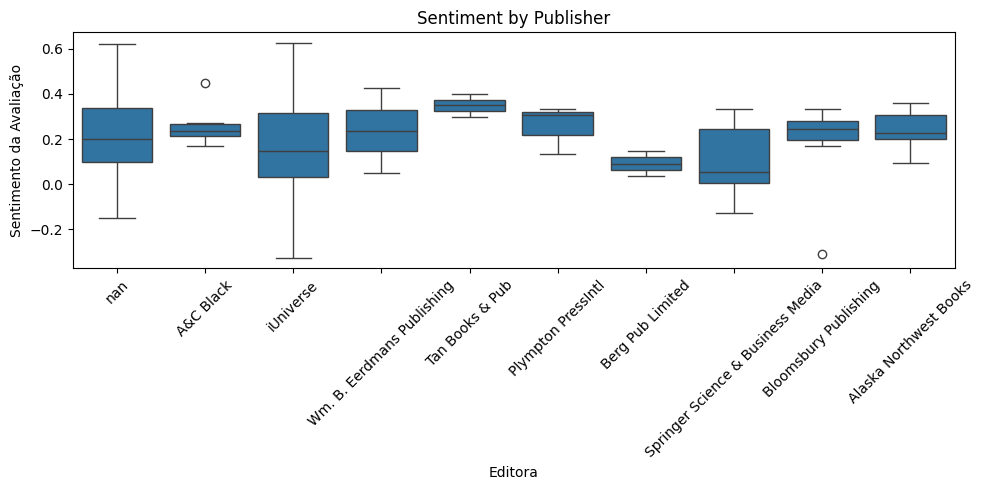 Sentiment by Publisher
Sentimento da Avaliação
0.6
0.4
0.2
0.0
−0.2
nan
A&C Black
iUniverse
Wm. B. Eerdmans Publishing
Tan Books & Pub
Plympton PressIntl
Berg Pub Limited
Springer Science & Business Media
Bloomsbury Publishing
Alaska Northwest Books
Editora